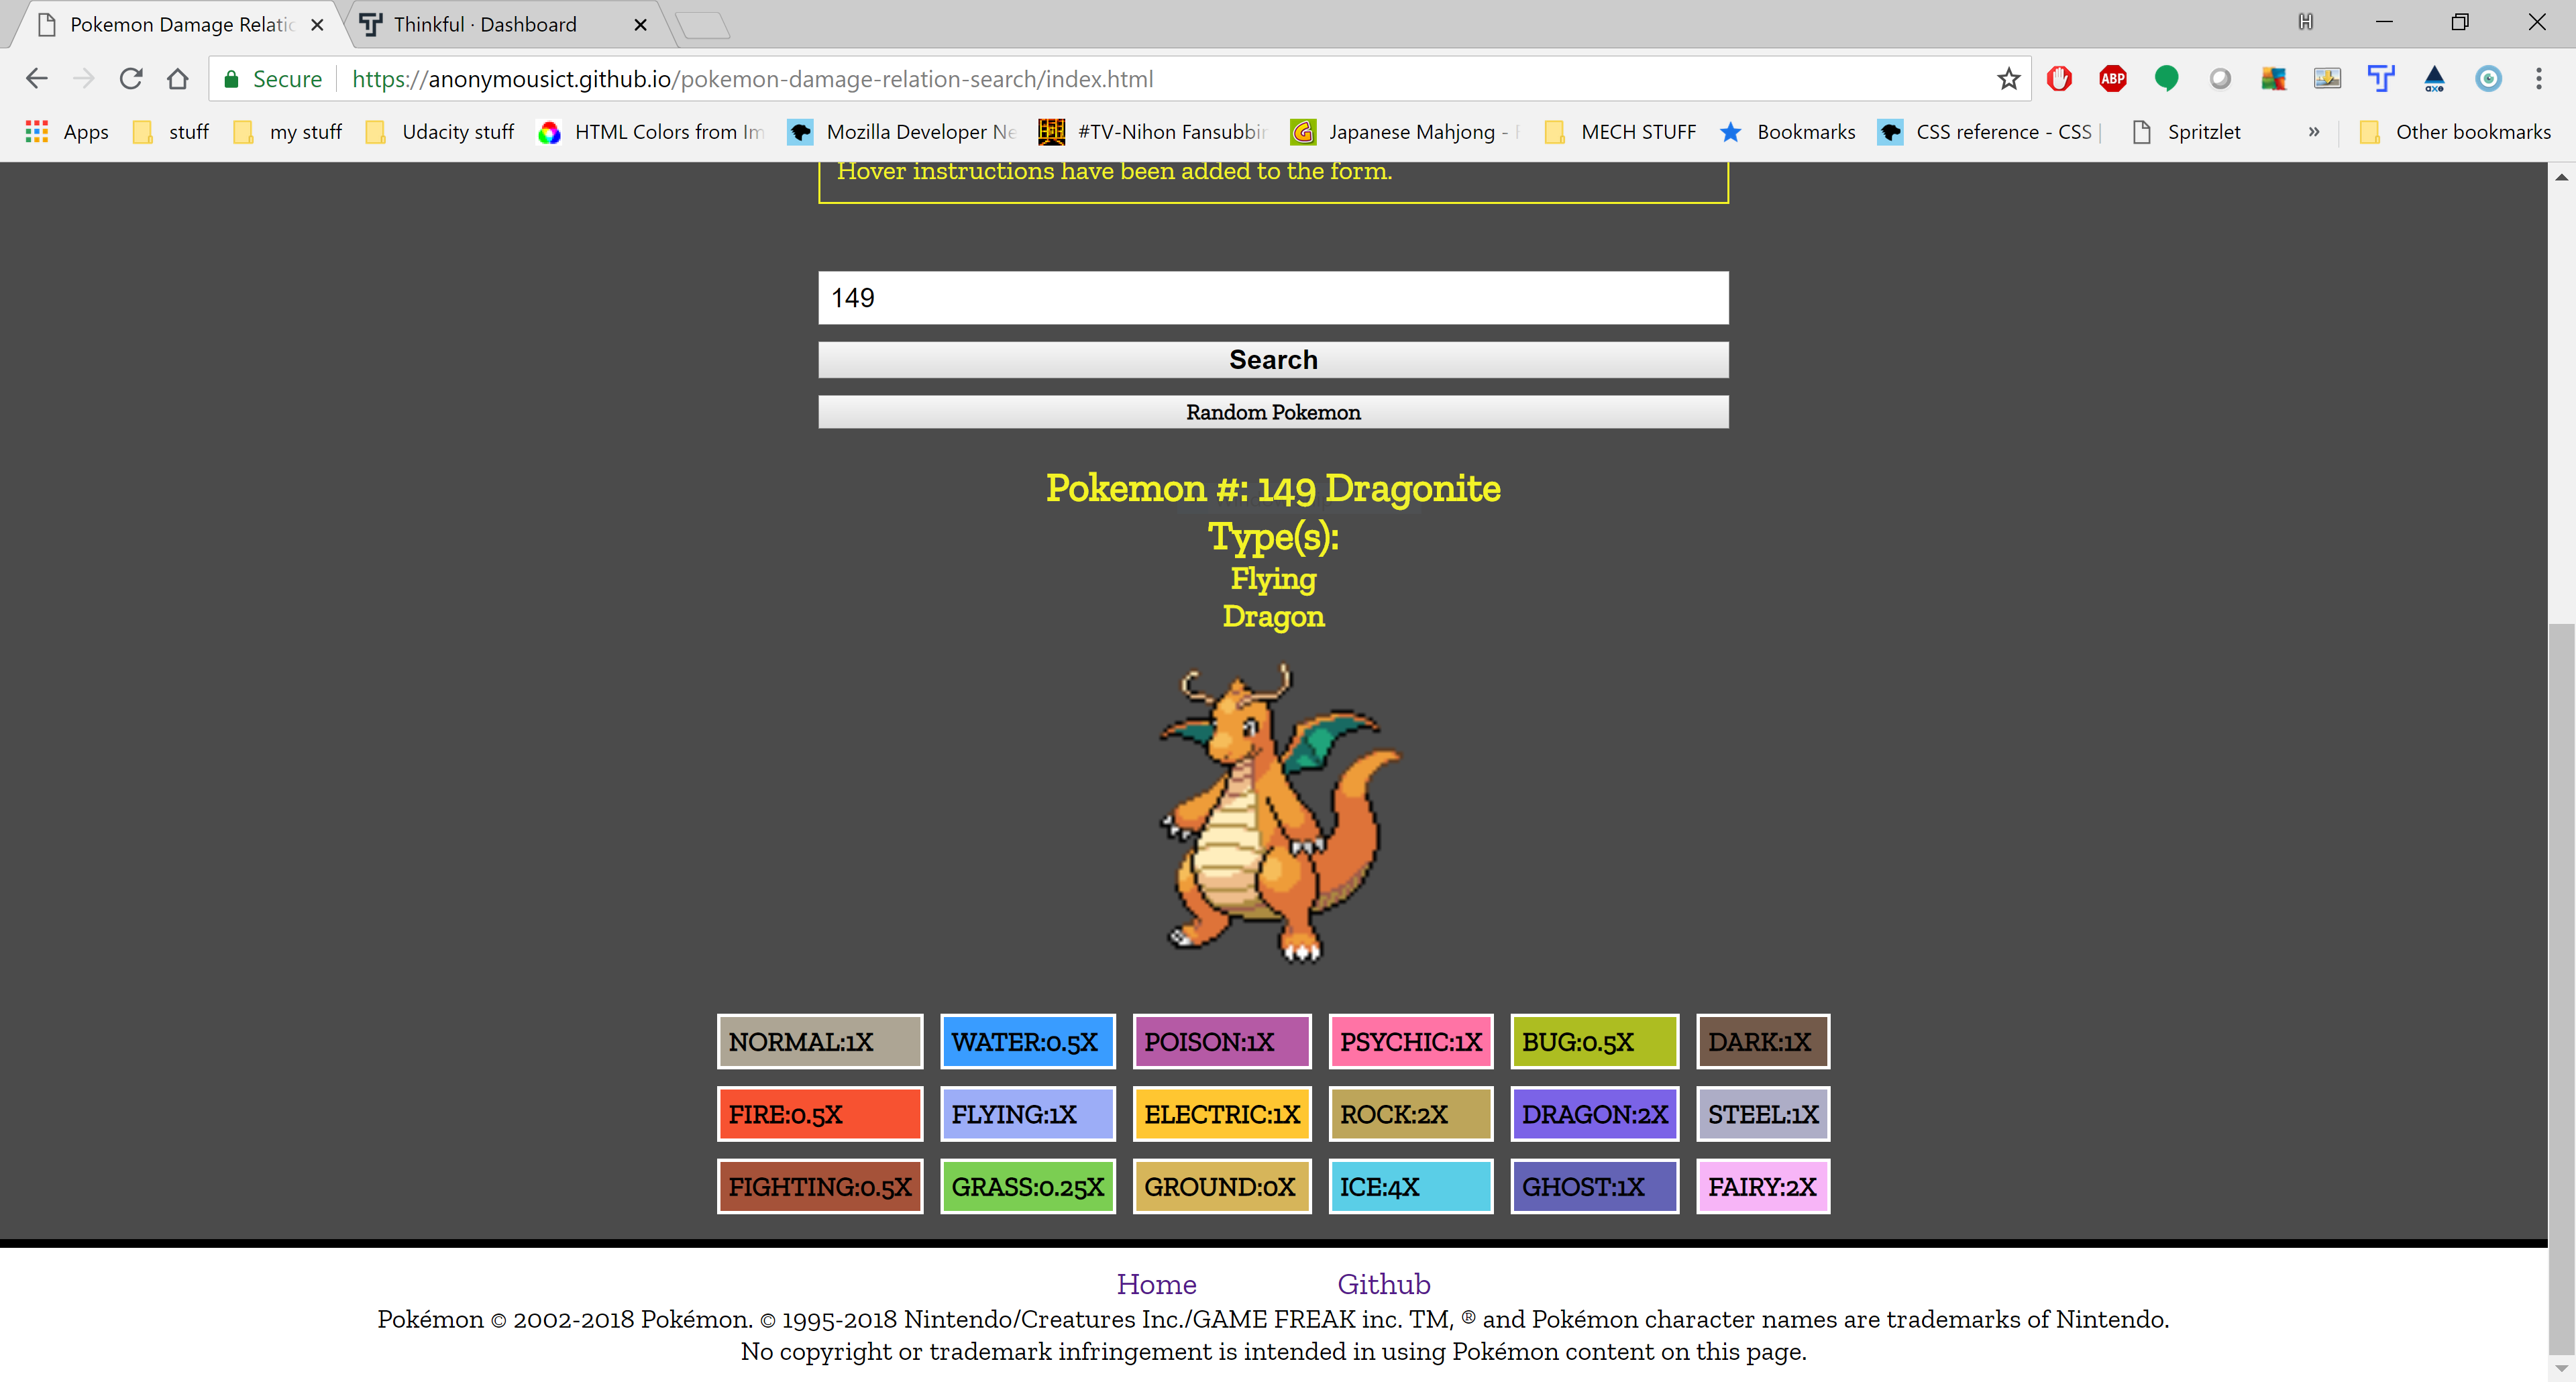 Pokemon Damage Relatio
Thinkful · Dashboard
Secure
https://anonymousict.github.io/pokemon-damage-relation-search/index.html
ABP
axe
Apps
stuff
my stuff
Udacity stuff
HTML Colors from Im
Mozilla Developer Ne
#TV-Nihon Fansubbin
Japanese Mahjong -
MECH STUFF
Bookmarks
CSS reference - CSS |
Spritzlet
»
Other bookmarks
Hover instructions have been added to the form.
149
Search
Random Pokemon
Pokemon #: 149 Dragonite
Type(s):
Flying
Dragon
NORMAL:1X WATER:0.5X POISON:1X PSYCHIC:1X BUG:0.5X DARK:1X
FIRE:0.5X FLYING:1X ELECTRIC:1X ROCK:2X DRAGON:2X STEEL:1X
FIGHTING:0.5X GRASS:0.25X GROUND:0X ICE:4X GHOST:1X FAIRY:2X
Home Github
Pokémon © 2002-2018 Pokémon. © 1995-2018 Nintendo/Creatures Inc./GAME FREAK inc. TM, ® and Pokémon character names are trademarks of Nintendo.
No copyright or trademark infringement is intended in using Pokémon content on this page.